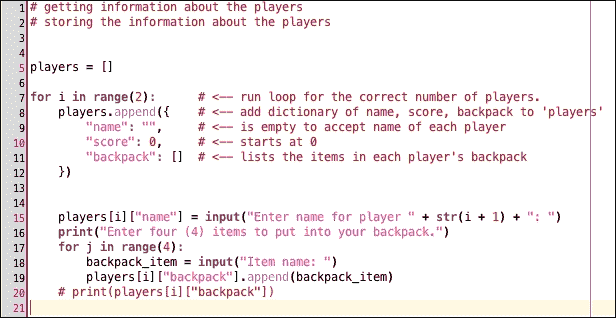 1 # getting information about the players
2 # storing the information about the players
3
4
5 players = []
6
7 for i in range(2):      # <-- run loop for the correct number of players.
8     players.append({    # <-- add dictionary of name, score, backpack to 'players'
9         "name": "",     # <-- is empty to accept name of each player
10         "score": 0,     # <-- starts at 0
11         "backpack": []  # <-- lists the items in each player's backpack
12     })
13
14
15     players[i]["name"] = input("Enter name for player " + str(i + 1) + ": ")
16     print("Enter four (4) items to put into your backpack.")
17     for j in range(4):
18         backpack_item = input("Item name: ")
19         players[i]["backpack"].append(backpack_item)
20     # print(players[i]["backpack"])
21